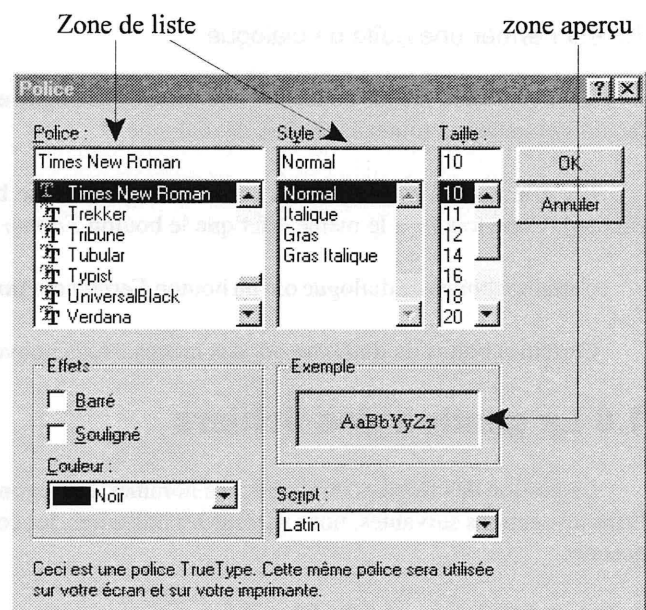 Zone de liste
zone aperçu
Police
Police :
Style :
Taille :
Times New Roman
Normal
10
OK
Annuler
Times New Roman
Trekker
Tribune
Tubular
Typist
UniversalBlack
Verdana
Normal
Italique
Gras
Gras Italique
10
11
12
14
16
18
20
Effets
Barré
Souligné
Couleur :
Noir
Exemple
AaBbYyZz
Script :
Latin
Ceci est une police TrueType. Cette même police sera utilisée
sur votre écran et sur votre imprimante.